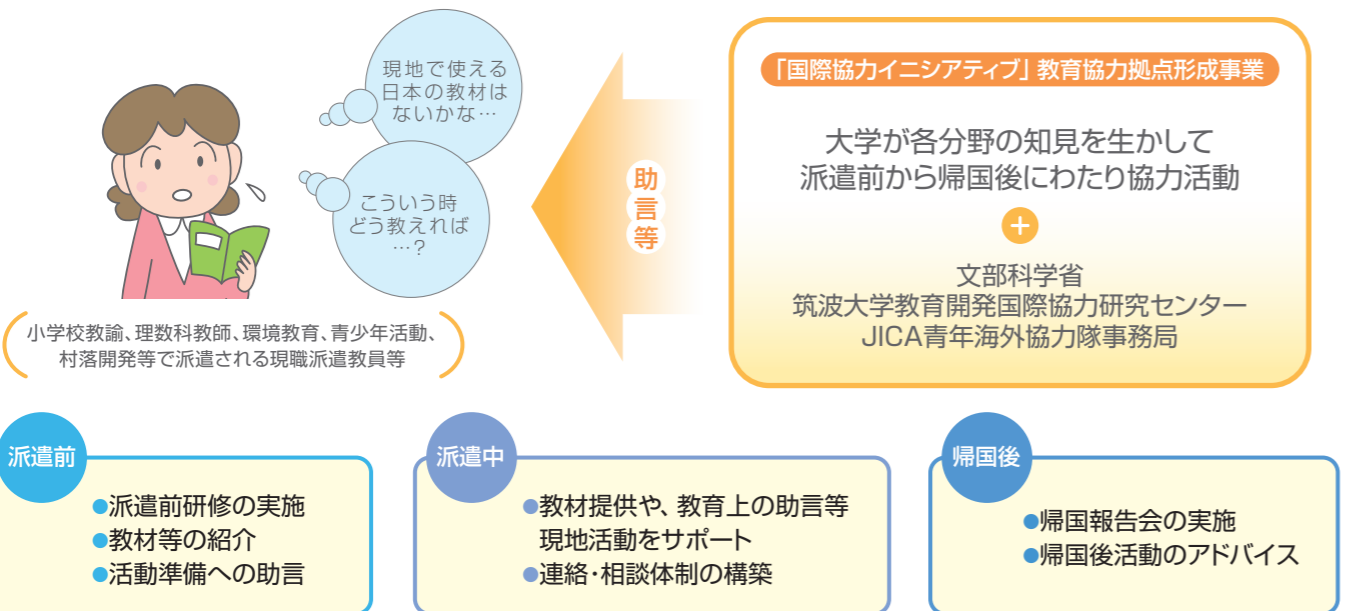 現地で使える
日本の教材は
ないかな…
こういう時
どう教えれば
…？
小学校教諭、理数科教師、環境教育、青少年活動、
村落開発等で派遣される現職派遣教員等
助言等
「国際協力イニシアティブ」教育協力拠点形成事業
大学が各分野の知見を生かして
派遣前から帰国後にわたり協力活動
+
文部科学省
筑波大学教育開発国際協力研究センター
JICA青年海外協力隊事務局
派遣前
●派遣前研修の実施
●教材等の紹介
●活動準備への助言
派遣中
●教材提供や、教育上の助言等
現地活動をサポート
●連絡・相談体制の構築
帰国後
●帰国報告会の実施
●帰国後活動のアドバイス